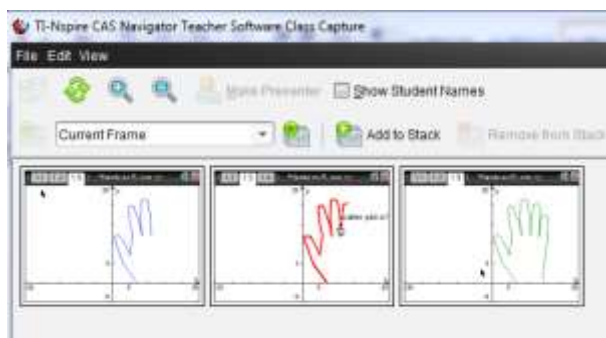 TI-Nspire CAS Navigator Teacher Software Class Capture
File Edit View
Make Presenter Show Student Names
Current Frame Add to Stack Remove from Stack